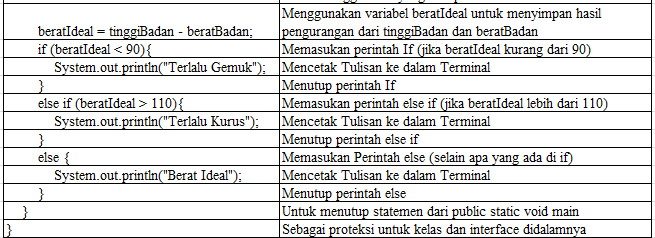 Menggunakan variabel beratIdeal untuk menyimpan hasil
beratIdeal = tinggiBadan - beratBadan; pengurangan dari tinggiBadan dan beratBadan
if (beratIdeal < 90){ Memasukan perintah If (jika beratIdeal kurang dari 90)
System.out.println("Terlalu Gemuk"); Mencetak Tulisan ke dalam Terminal
} Menutup perintah If
else if (beratIdeal > 110){ Memasukan perintah else if (jika beratIdeal lebih dari 110)
System.out.println("Terlalu Kurus"); Mencetak Tulisan ke dalam Terminal
} Menutup perintah else if
else { Memasukan Perintah else (selain apa yang ada di if)
System.out.println("Berat Ideal"); Mencetak Tulisan ke dalam Terminal
} Menutup perintah else
} Untuk menutup statemen dari public static void main
} Sebagai proteksi untuk kelas dan interface didalamnya